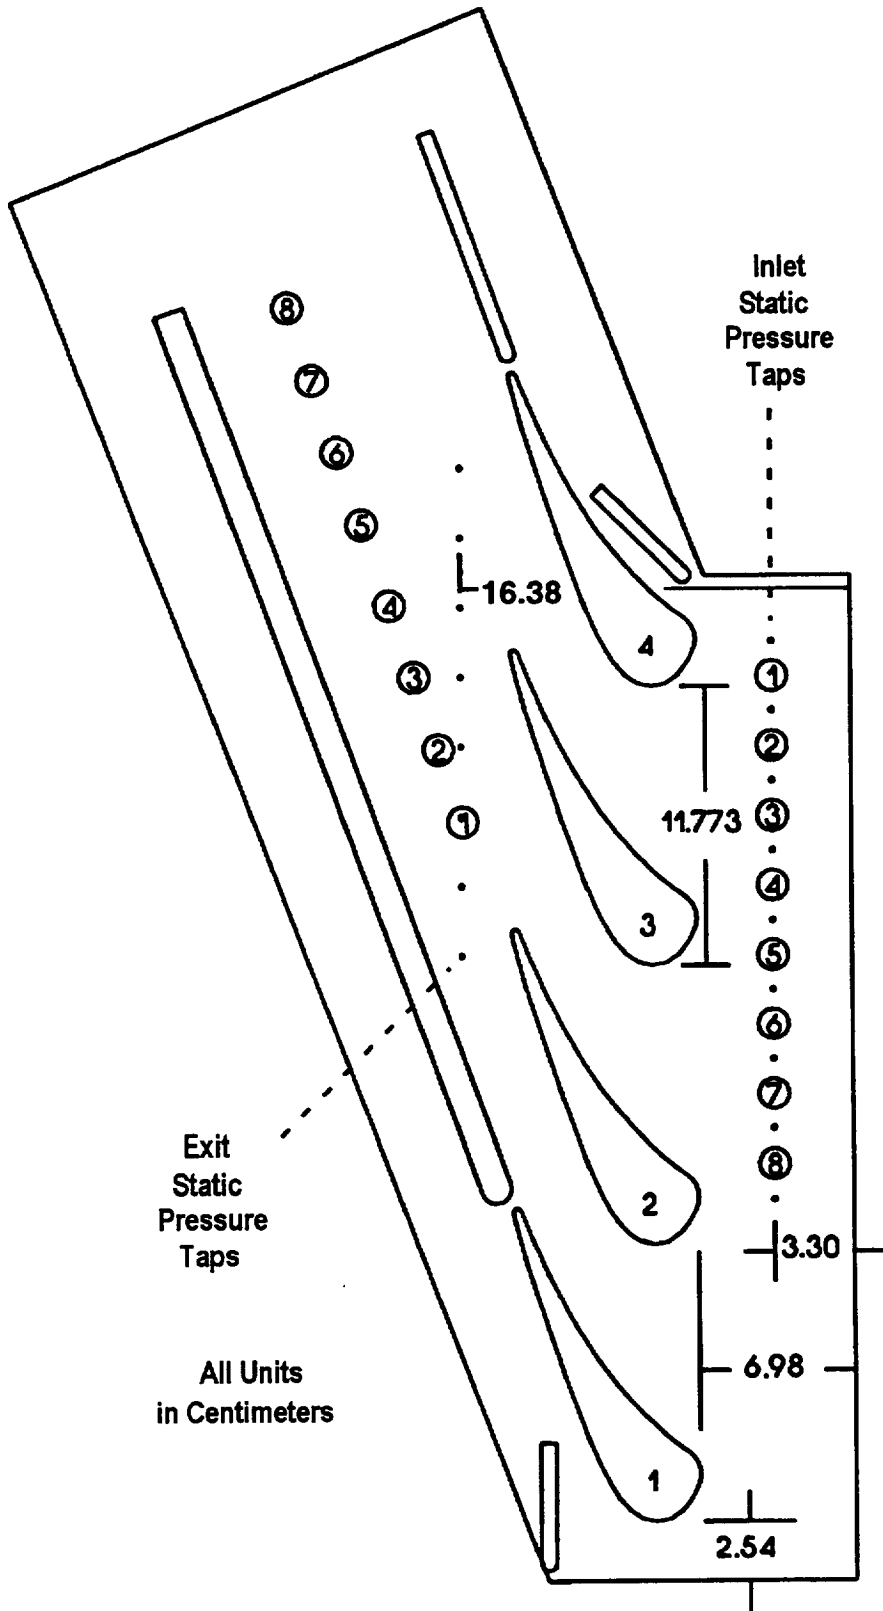 Inlet
Static
Pressure
Taps
8
7
6
5
16.38
4
4
3
1
2
2
1
11.773
3
4
3
5
6
7
Exit
Static
Pressure
Taps
8
2
3.30
All Units
in Centimeters
6.98
1
2.54